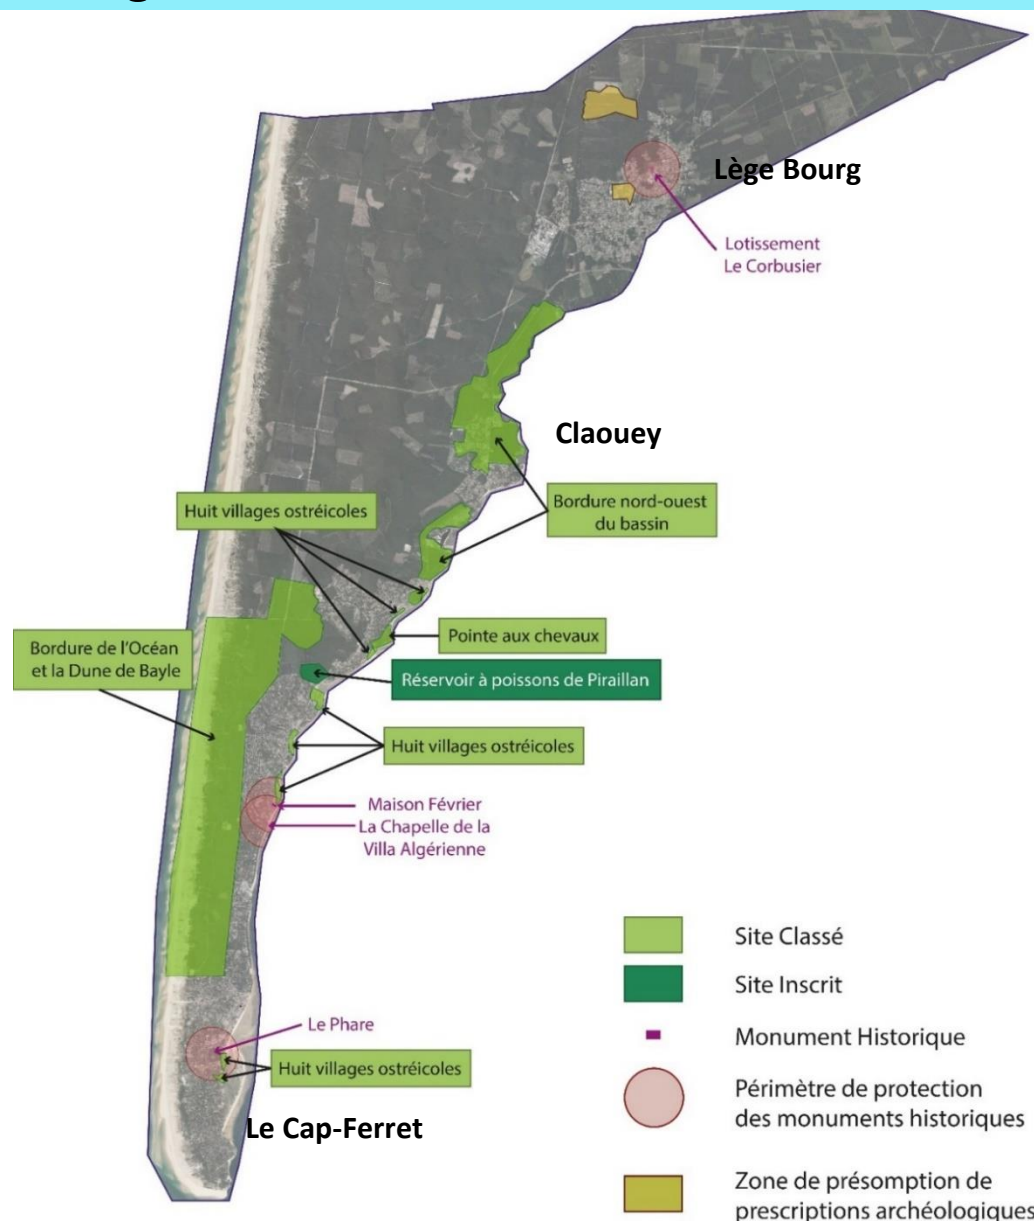 Lège Bourg
Lotissement
Le Corbusier
Claouey
Huit villages ostréicoles
Bordure nord-ouest
du bassin
Pointe aux chevaux
Bordure de l'Océan
et la Dune de Bayle
Réservoir à poissons de Piraillan
Huit villages ostréicoles
Maison Février
La Chapelle de la
Villa Algérienne
Le Phare
Huit villages ostréicoles
Le Cap-Ferret
Site Classé
Site Inscrit
Monument Historique
Périmètre de protection
des monuments historiques
Zone de présomption de
prescriptions archéologiques